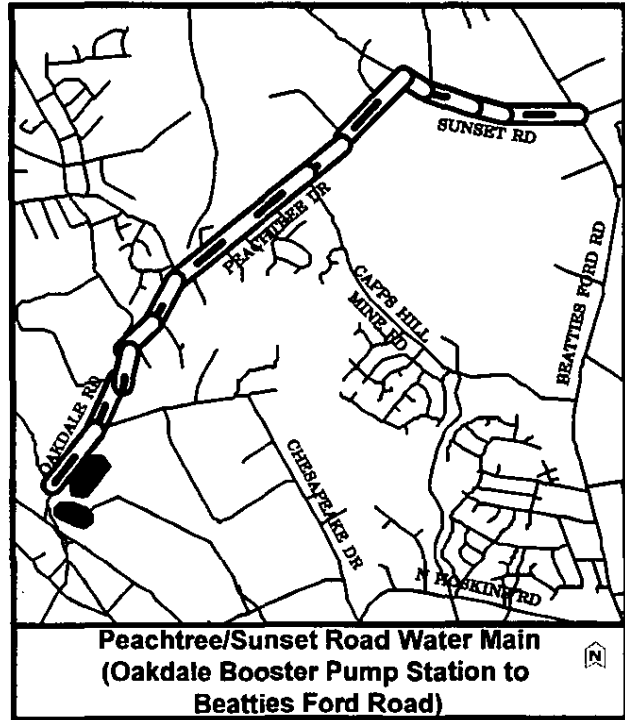 SUNSET RD
PEACHTREE DR
CAPPS HILL
MINE RD
BEATTIES FORD RD
OAKDALE RD
CHESAPEAKE DR
N HOSKINS RD
Peachtree/Sunset Road Water Main
(Oakdale Booster Pump Station to
Beatties Ford Road)
N